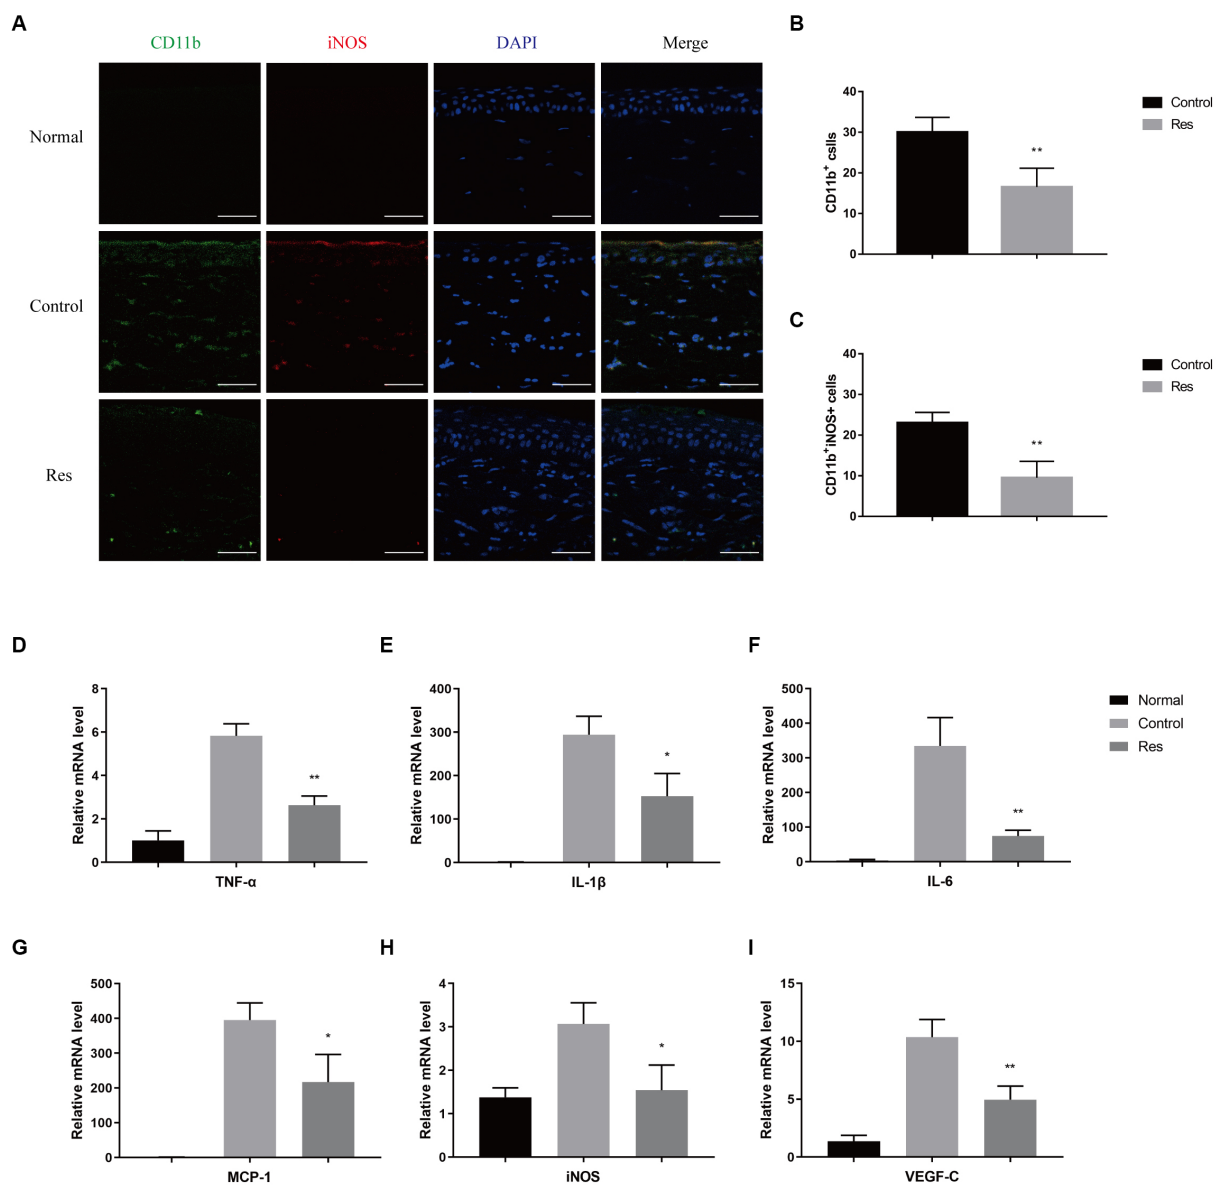 A
CD11b iNOS DAPI Merge
Normal
Control
Res
B
40
30
20
10
0
CD11b+ cslls
**
Control
Res
C
40
30
20
10
0
CD11b+iNOS+ cells
**
Control
Res
D
8
6
4
2
0
Relative mRNA level
**
TNF-α
E
400
300
200
100
0
Relative mRNA level
*
IL-1β
F
500
400
300
200
100
0
Relative mRNA level
**
IL-6
Normal
Control
Res
G
500
400
300
200
100
0
Relative mRNA level
*
MCP-1
H
4
3
2
1
0
Relative mRNA level
*
iNOS
I
15
10
5
0
Relative mRNA level
**
VEGF-C